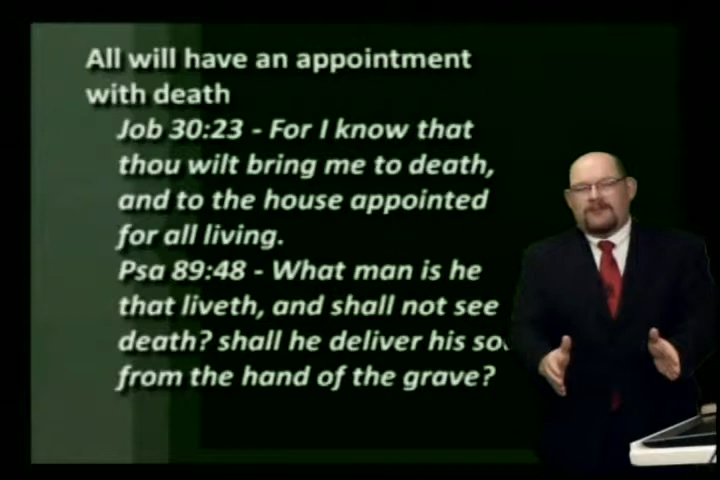 All will have an appointment
with death
Job 30:23 - For I know that
thou wilt bring me to death,
and to the house appointed
for all living.
Psa 89:48 - What man is he
that liveth, and shall not see
death? shall he deliver his
from the hand of the grave?